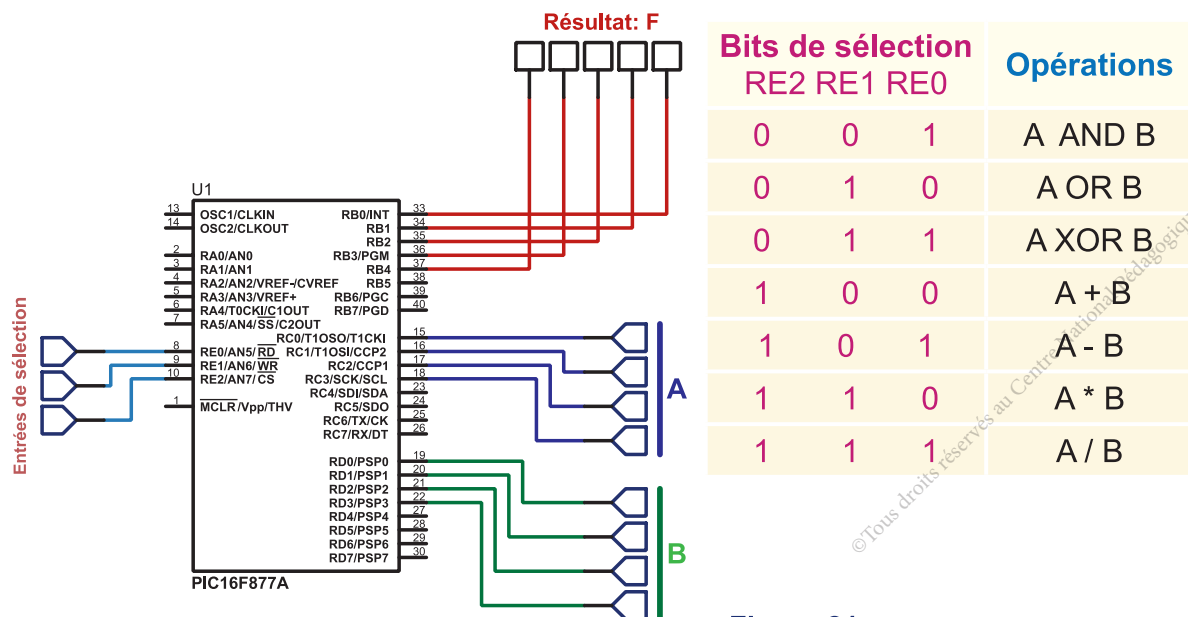 Résultat: F
U1
13 OSC1/CLKIN
14 OSC2/CLKOUT
2 RA0/AN0
3 RA1/AN1
4 RA2/AN2/VREF-/CVREF
5 RA3/AN3/VREF+
6 RA4/T0CKI/C1OUT
7 RA5/AN4/SS/C2OUT
8 RE0/AN5/RD
9 RE1/AN6/WR
10 RE2/AN7/CS
1 MCLR/Vpp/THV
RB0/INT 33
RB1 34
RB2 35
RB3/PGM 36
RB4 37
RB5 38
RB6/PGC 39
RB7/PGD 40
RC0/T1OSO/T1CKI 15
RC1/T1OSI/CCP2 16
RC2/CCP1 17
RC3/SCK/SCL 18
RC4/SDI/SDA 23
RC5/SDO 24
RC6/TX/CK 25
RC7/RX/DT 26
RD0/PSP0 19
RD1/PSP1 20
RD2/PSP2 21
RD3/PSP3 22
RD4/PSP4 27
RD5/PSP5 28
RD6/PSP6 29
RD7/PSP7 30
PIC16F877A
Entrées de sélection
A
B
Bits de sélection
RE2 RE1 RE0
Opérations
0 0 1 A AND B
0 1 0 A OR B
0 1 1 A XOR B
1 0 0 A + B
1 0 1 A - B
1 1 0 A * B
1 1 1 A / B
©Tous droits réservés au Centre National Pédagogique